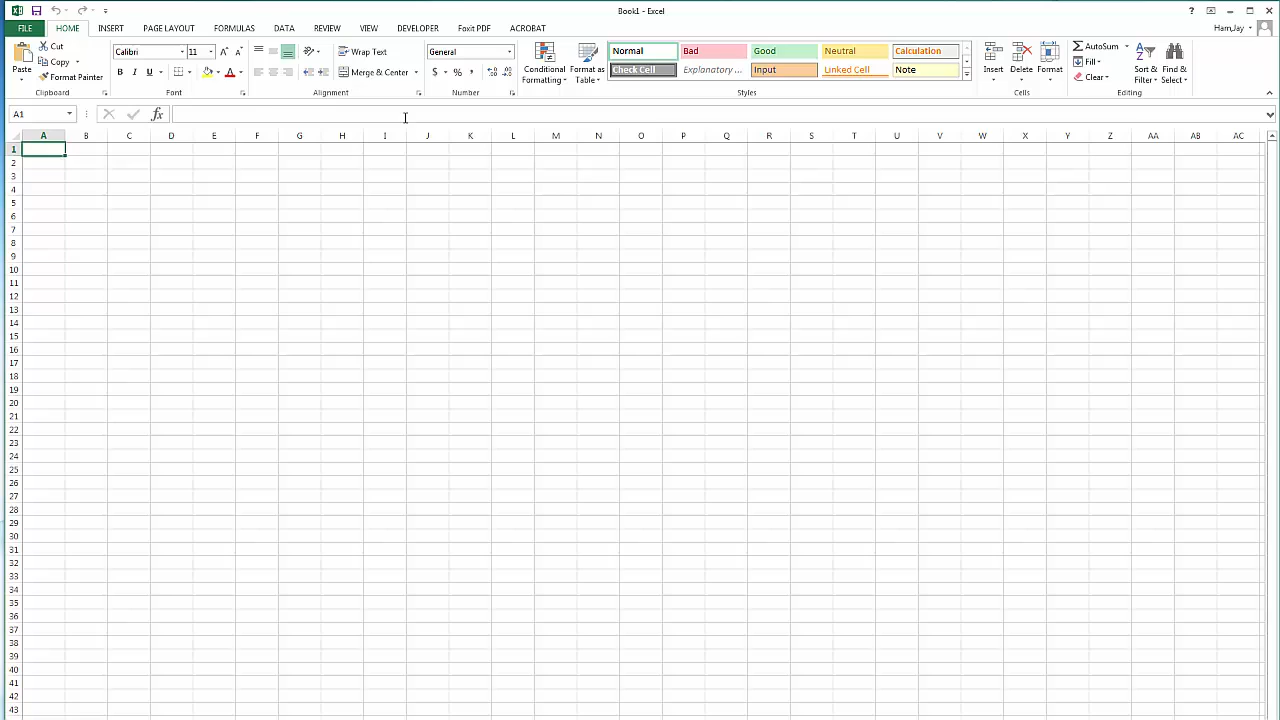 Book1 - Excel
FILE HOME INSERT PAGE LAYOUT FORMULAS DATA REVIEW VIEW DEVELOPER Foxit PDF ACROBAT
Paste
Cut
Copy
Format Painter
Clipboard
Calibri 11
B I U A
Font
Wrap Text
Merge & Center
Alignment
General
$ % ,
Number
Conditional Formatting
Format as Table
Normal Bad Good Neutral Calculation
Check Cell Explanatory ... Input Linked Cell Note
Styles
Insert Delete Format
Cells
AutoSum
Fill
Clear
Sort & Filter
Find & Select
Editing
A1 fx
A B C D E F G H I J K L M N O P Q R S T U V W X Y Z AA AB AC
1
2
3
4
5
6
7
8
9
10
11
12
13
14
15
16
17
18
19
20
21
22
23
24
25
26
27
28
29
30
31
32
33
34
35
36
37
38
39
40
41
42
43